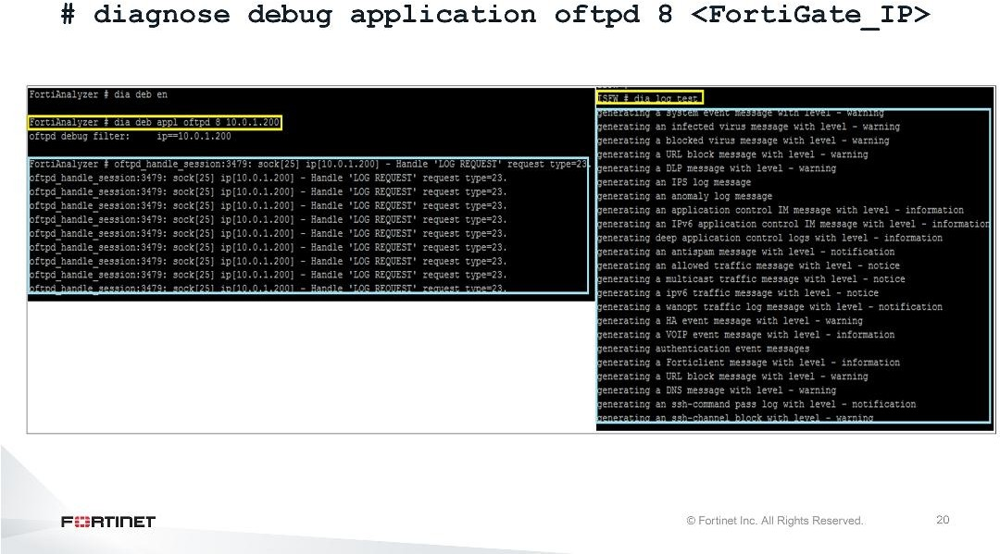 # diagnose debug application oftpd 8 <FortiGate_IP>
FortiAnalyzer # dia deb en
FortiAnalyzer # dia deb appl oftpd 8 10.0.1.200
oftpd debug filter: ip==10.0.1.200
FortiAnalyzer # oftpd_handle_session:3479: sock[25] ip[10.0.1.200] - Handle 'LOG REQUEST' request type=23.
oftpd_handle_session:3479: sock[25] ip[10.0.1.200] - Handle 'LOG REQUEST' request type=23.
oftpd_handle_session:3479: sock[25] ip[10.0.1.200] - Handle 'LOG REQUEST' request type=23.
oftpd_handle_session:3479: sock[25] ip[10.0.1.200] - Handle 'LOG REQUEST' request type=23.
oftpd_handle_session:3479: sock[25] ip[10.0.1.200] - Handle 'LOG REQUEST' request type=23.
oftpd_handle_session:3479: sock[25] ip[10.0.1.200] - Handle 'LOG REQUEST' request type=23.
oftpd_handle_session:3479: sock[25] ip[10.0.1.200] - Handle 'LOG REQUEST' request type=23.
oftpd_handle_session:3479: sock[25] ip[10.0.1.200] - Handle 'LOG REQUEST' request type=23.
oftpd_handle_session:3479: sock[25] ip[10.0.1.200] - Handle 'LOG REQUEST' request type=23.
oftpd_handle_session:3479: sock[25] ip[10.0.1.200] - Handle 'LOG REQUEST' request type=23.
ISFW # dia log test
generating a system event message with level - warning
generating an infected virus message with level - warning
generating a blocked virus message with level - warning
generating a URL block message with level - warning
generating a DLP message with level - warning
generating an IPS log message
generating an anomaly log message
generating an application control IM message with level - information
generating an IPv6 application control IM message with level - information
generating deep application control logs with level - information
generating an antispam message with level - notification
generating an allowed traffic message with level - notice
generating a multicast traffic message with level - notice
generating a ipv6 traffic message with level - notice
generating a wanopt traffic log message with level - notification
generating a HA event message with level - warning
generating a VOIP event message with level - information
generating authentication event messages
generating a Forticlient message with level - information
generating a URL block message with level - warning
generating a DNS message with level - warning
generating an ssh-command pass log with level - notification
generating an ssh-channel block with level - warning
FORTINET
© Fortinet Inc. All Rights Reserved.
20